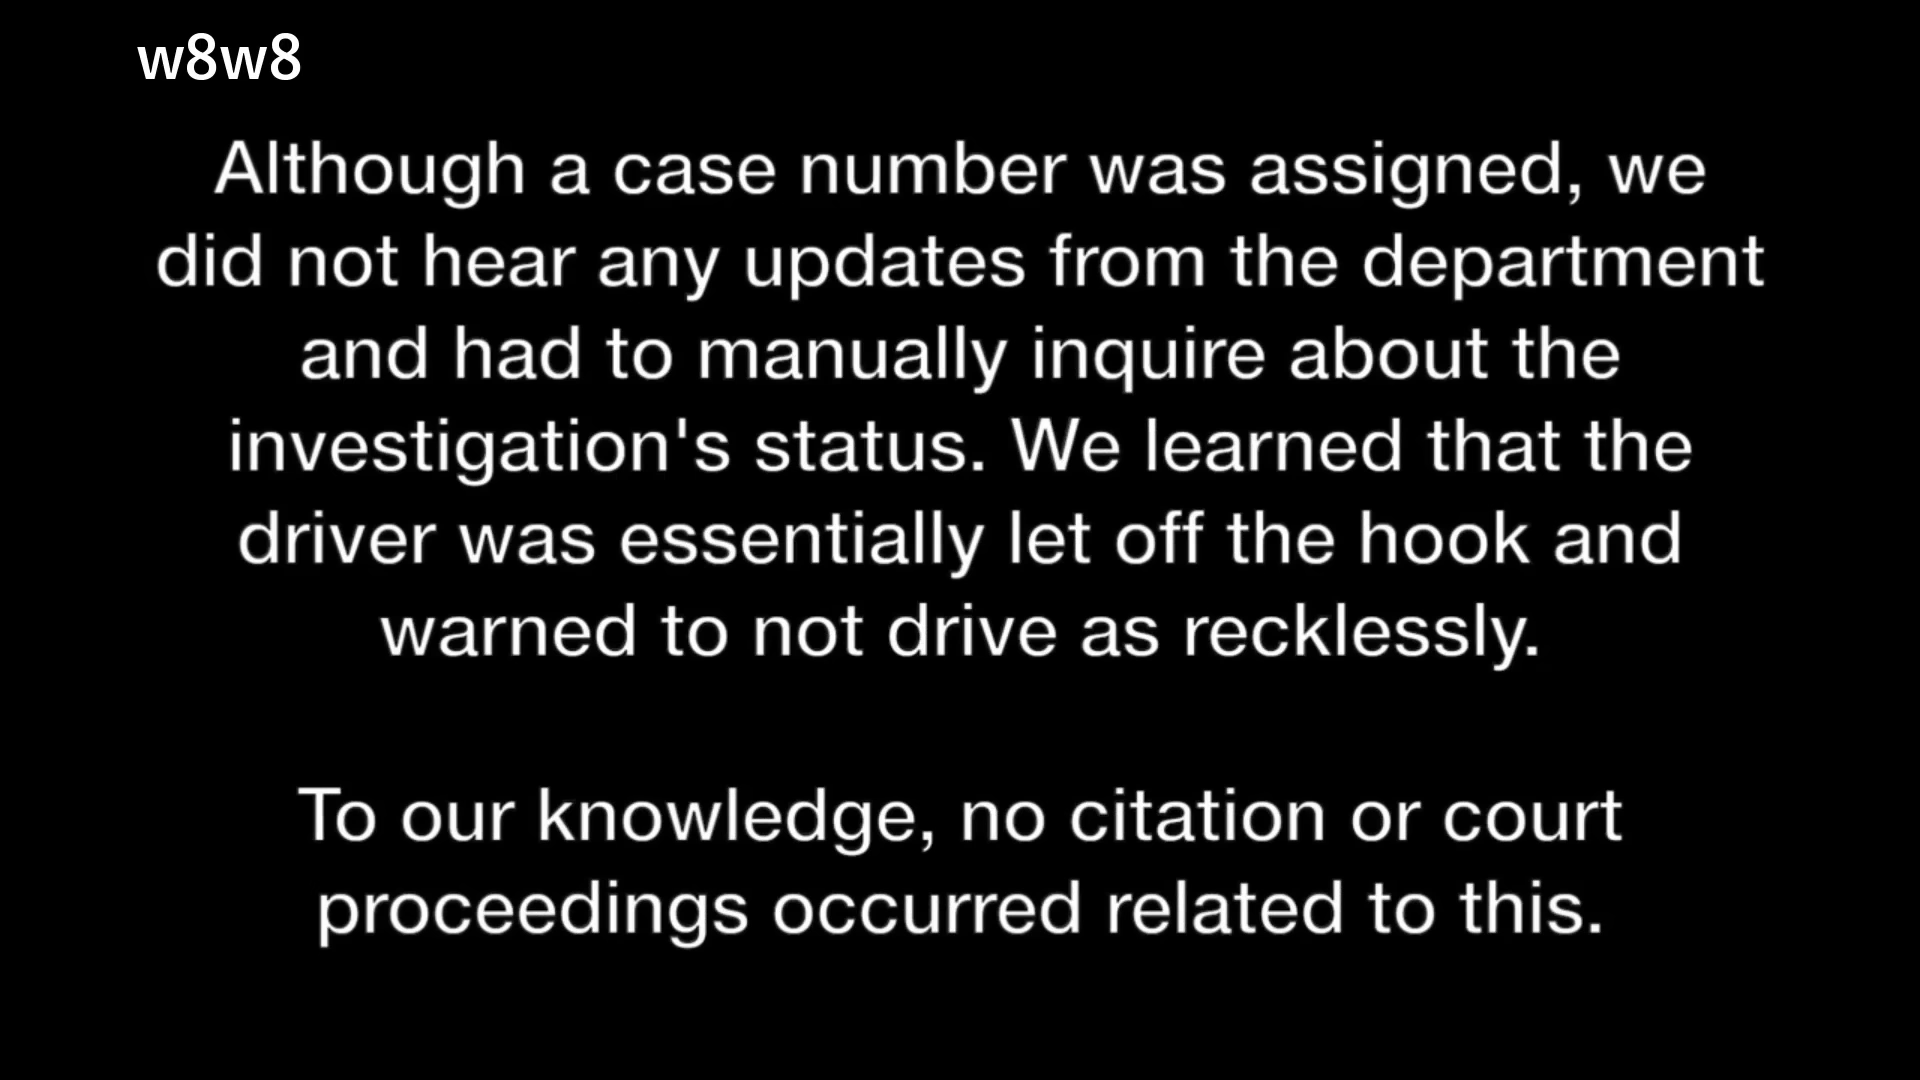 w8w8
Although a case number was assigned, we
did not hear any updates from the department
and had to manually inquire about the
investigation's status. We learned that the
driver was essentially let off the hook and
warned to not drive as recklessly.
To our knowledge, no citation or court
proceedings occurred related to this.